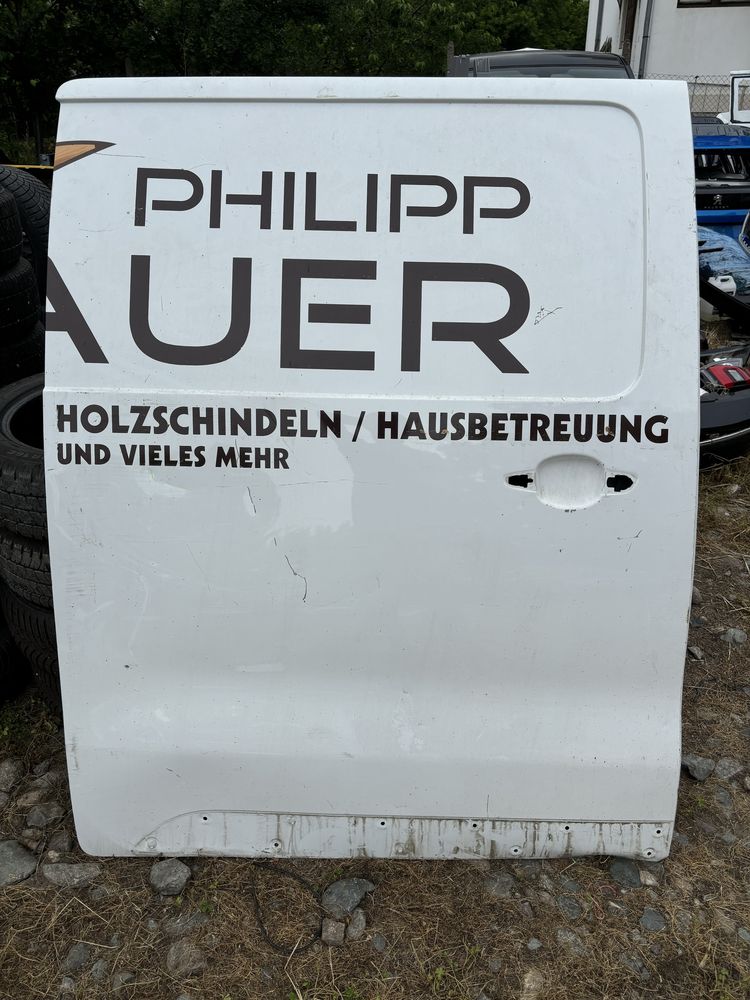 PHILIPP
AUER
HOLZSCHINDELN / HAUSBETREUUNG
UND VIELES MEHR